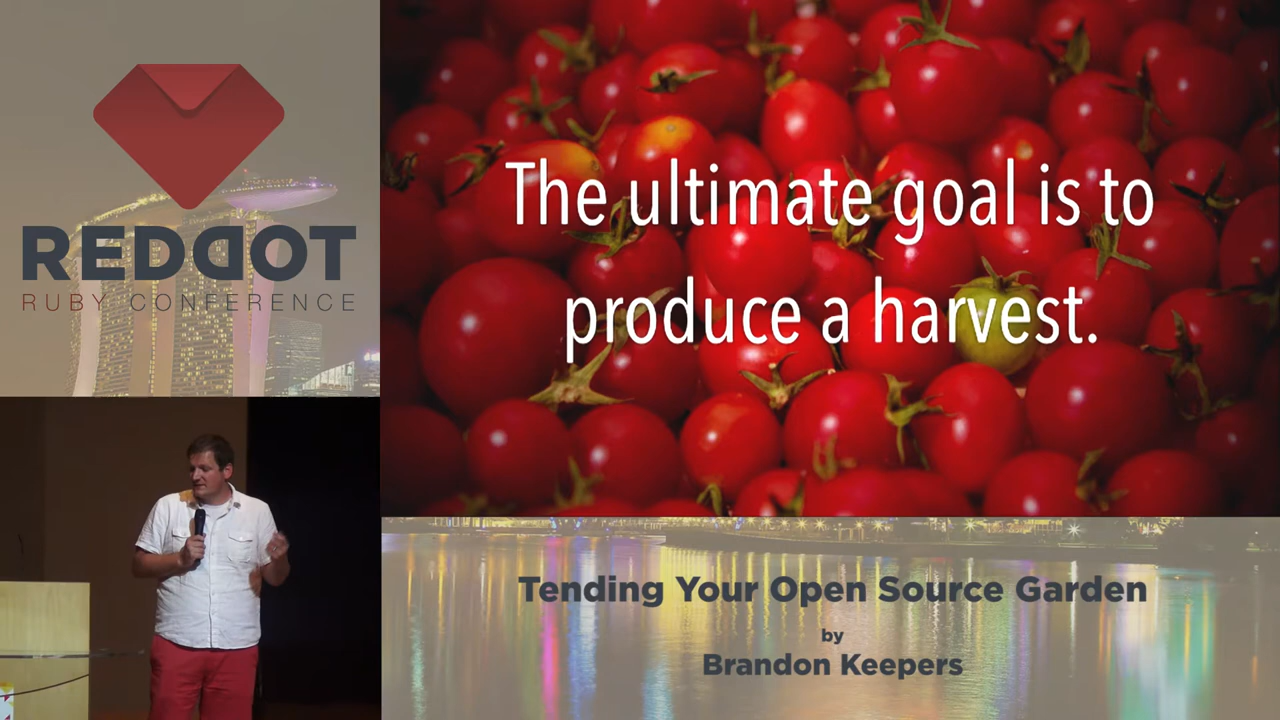 REDDOT
RUBY CONFERENCE
The ultimate goal is to
produce a harvest.
Tending Your Open Source Garden
by
Brandon Keepers